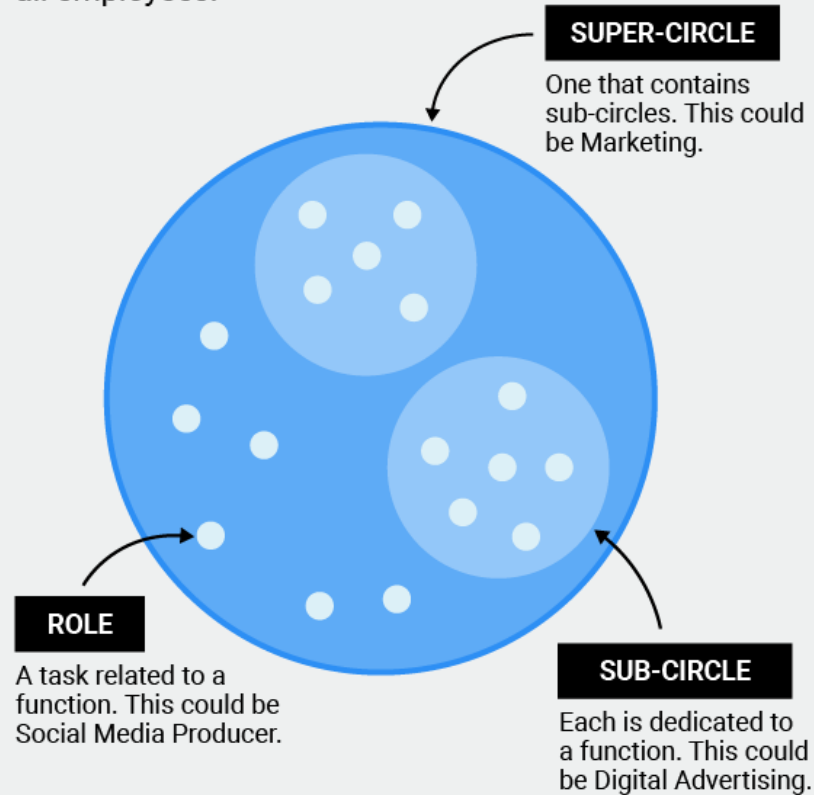 SUPER-CIRCLE
One that contains
sub-circles. This could
be Marketing.
ROLE
A task related to a
function. This could be
Social Media Producer.
SUB-CIRCLE
Each is dedicated to
a function. This could
be Digital Advertising.